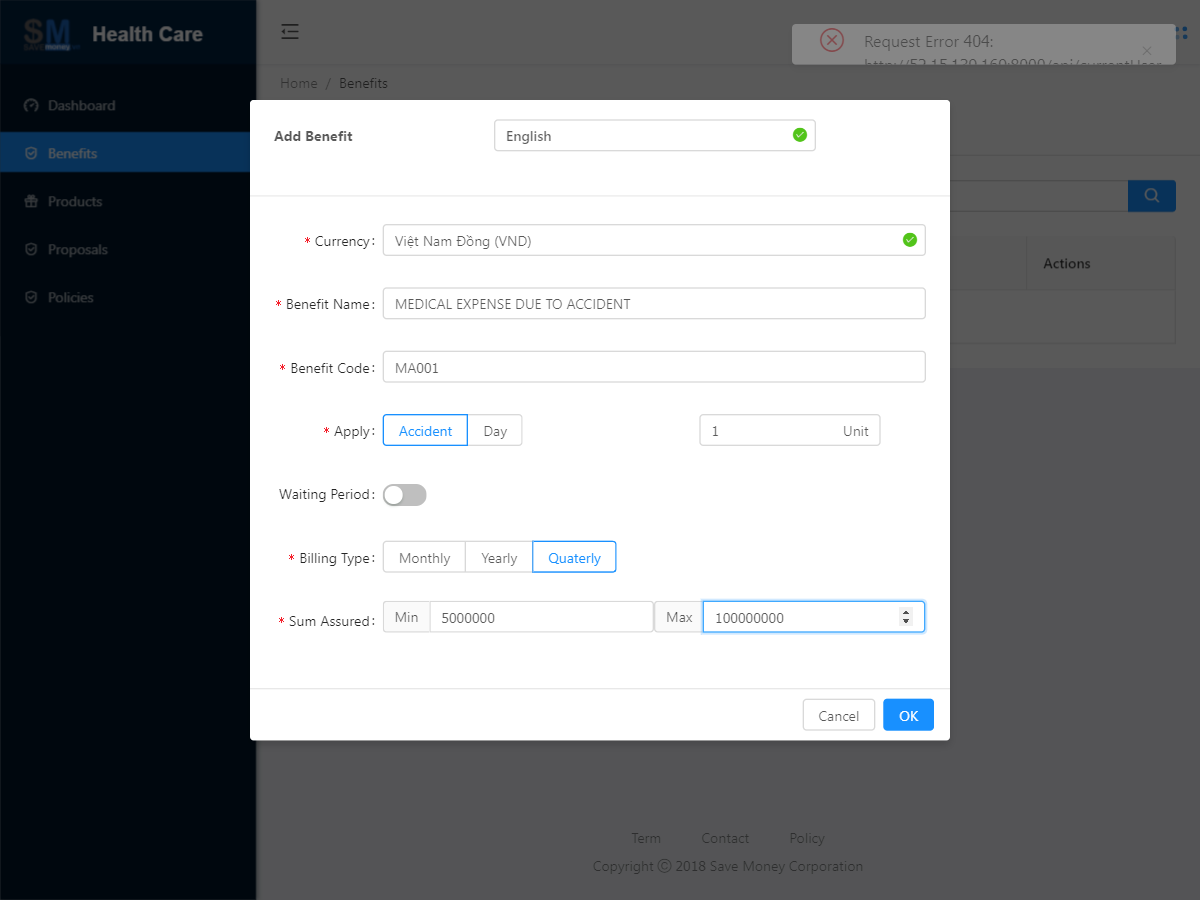 SM
SAVE money
Health Care
Request Error 404:
Home / Benefits
Dashboard
Benefits
Products
Proposals
Policies
Actions
Add Benefit
English
* Currency:
Việt Nam Đồng (VND)
* Benefit Name:
MEDICAL EXPENSE DUE TO ACCIDENT
* Benefit Code:
MA001
* Apply:
Accident
Day
1
Unit
Waiting Period:
* Billing Type:
Monthly
Yearly
Quaterly
* Sum Assured:
Min
5000000
Max
100000000
Cancel
OK
Term
Contact
Policy
Copyright © 2018 Save Money Corporation